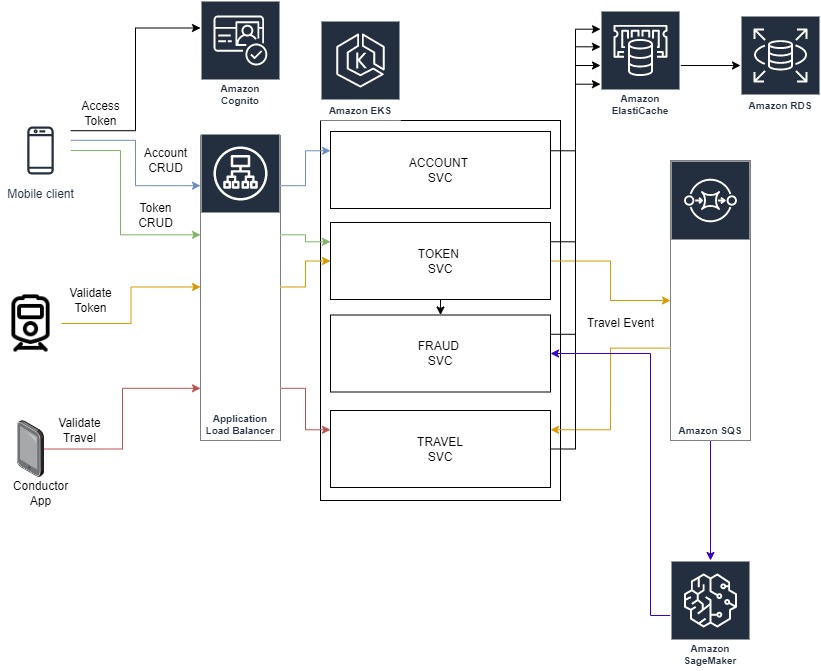 Amazon
Cognito
Amazon EKS
Amazon
ElastiCache
Amazon RDS
Access
Token
Mobile client
Account
CRUD
Token
CRUD
Validate
Token
Validate
Travel
Conductor
App
Application
Load Balancer
ACCOUNT
SVC
TOKEN
SVC
FRAUD
SVC
TRAVEL
SVC
Travel Event
Amazon SQS
Amazon
SageMaker